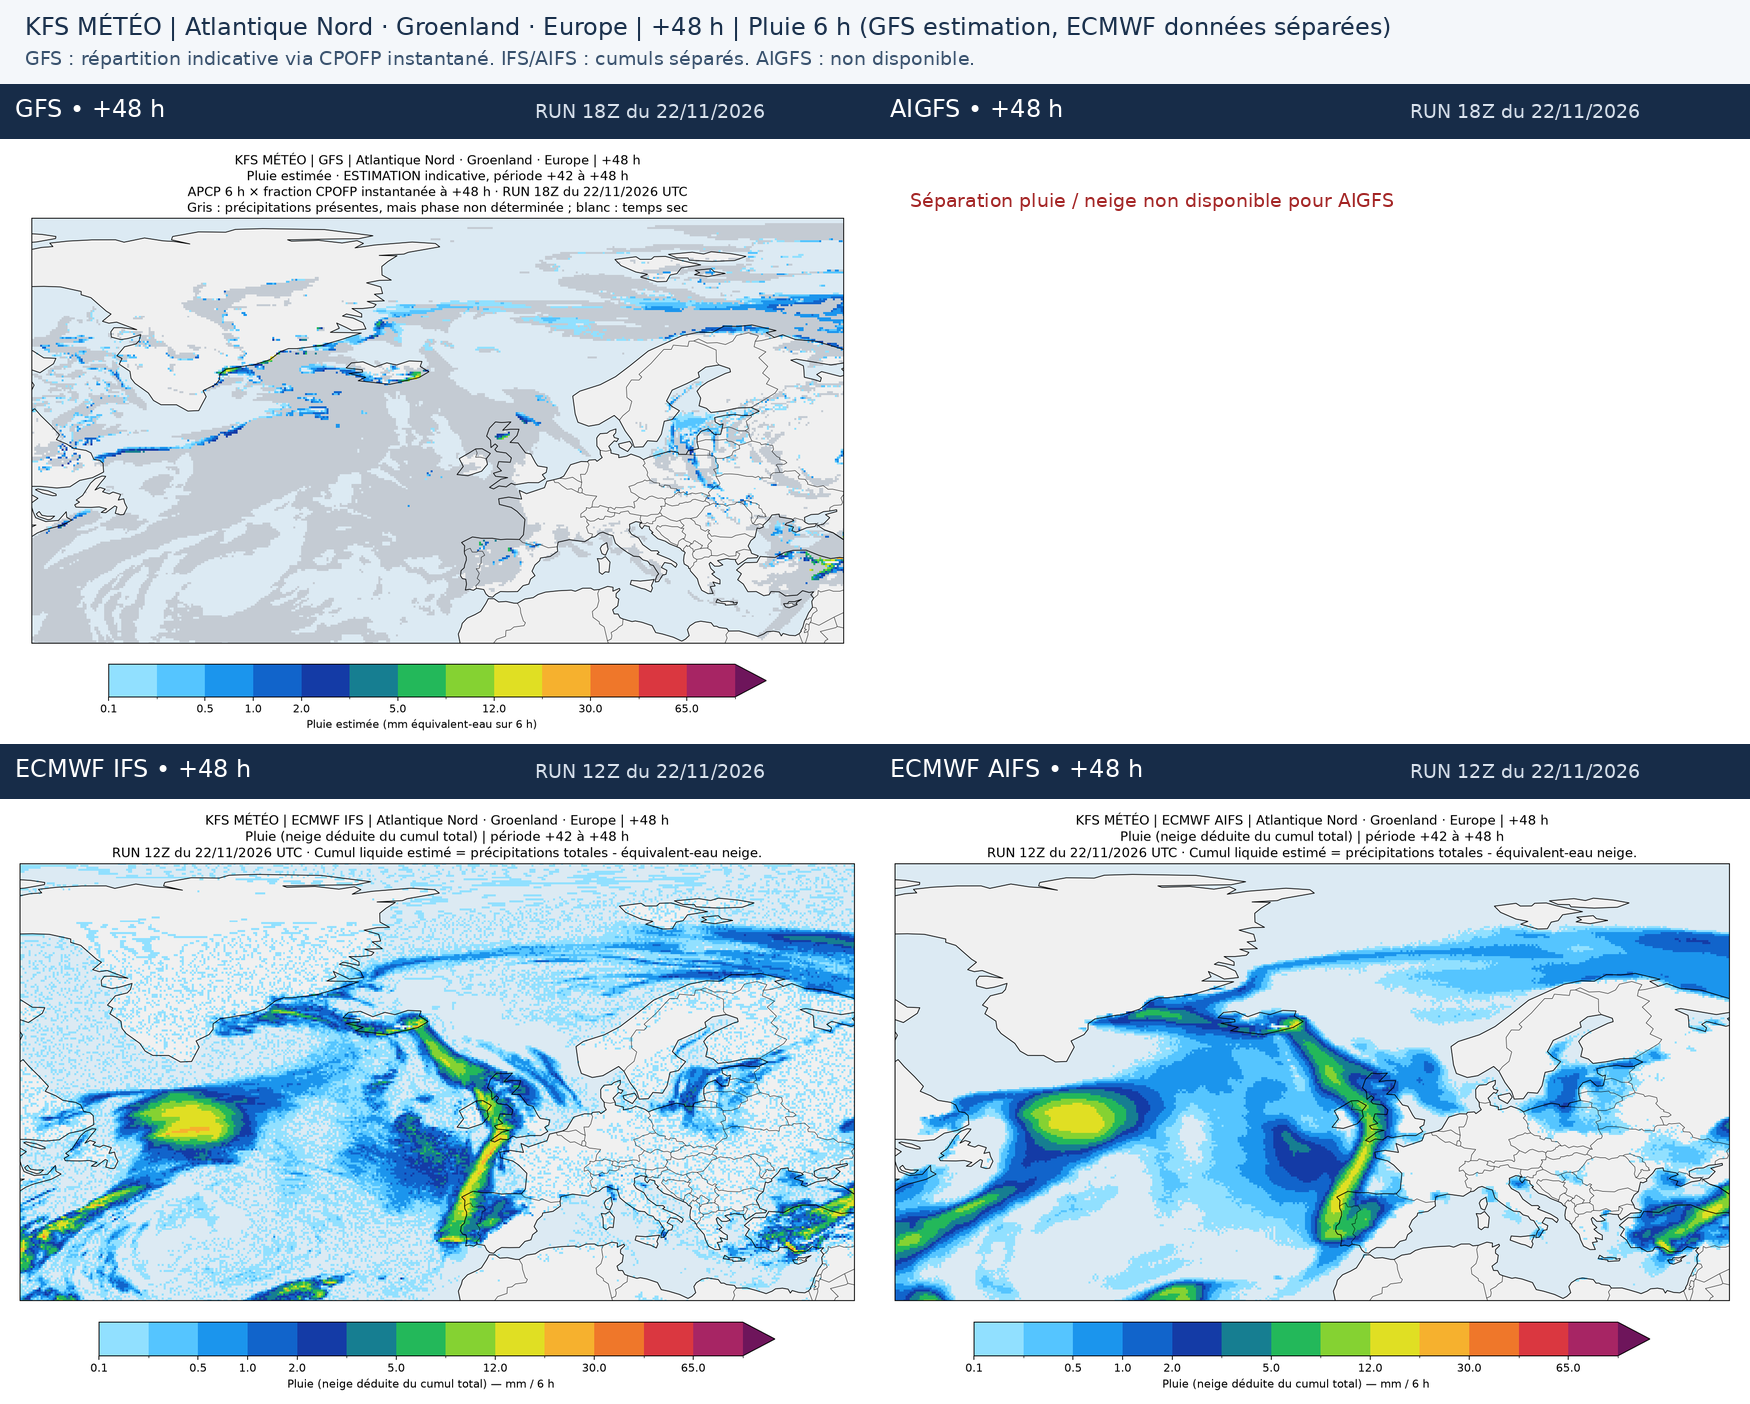 KFS MÉTÉO | Atlantique Nord · Groenland · Europe | +48 h | Pluie 6 h (GFS estimation, ECMWF données séparées)
GFS : répartition indicative via CPOFP instantané. IFS/AIFS : cumuls séparés. AIGFS : non disponible.
GFS • +48 h
RUN 18Z du 22/11/2026
AIGFS • +48 h
RUN 18Z du 22/11/2026
KFS MÉTÉO | GFS | Atlantique Nord · Groenland · Europe | +48 h
Pluie estimée · ESTIMATION indicative, période +42 à +48 h
APCP 6 h × fraction CPOFP instantanée à +48 h · RUN 18Z du 22/11/2026 UTC
Gris : précipitations présentes, mais phase non déterminée ; blanc : temps sec
Séparation pluie / neige non disponible pour AIGFS
0.1 0.5 1.0 2.0 5.0 12.0 30.0 65.0
Pluie estimée (mm équivalent-eau sur 6 h)
ECMWF IFS • +48 h
RUN 12Z du 22/11/2026
ECMWF AIFS • +48 h
RUN 12Z du 22/11/2026
KFS MÉTÉO | ECMWF IFS | Atlantique Nord · Groenland · Europe | +48 h
Pluie (neige déduite du cumul total) | période +42 à +48 h
RUN 12Z du 22/11/2026 UTC · Cumul liquide estimé = précipitations totales - équivalent-eau neige.
0.1 0.5 1.0 2.0 5.0 12.0 30.0 65.0
Pluie (neige déduite du cumul total) — mm / 6 h
KFS MÉTÉO | ECMWF AIFS | Atlantique Nord · Groenland · Europe | +48 h
Pluie (neige déduite du cumul total) | période +42 à +48 h
RUN 12Z du 22/11/2026 UTC · Cumul liquide estimé = précipitations totales - équivalent-eau neige.
0.1 0.5 1.0 2.0 5.0 12.0 30.0 65.0
Pluie (neige déduite du cumul total) — mm / 6 h